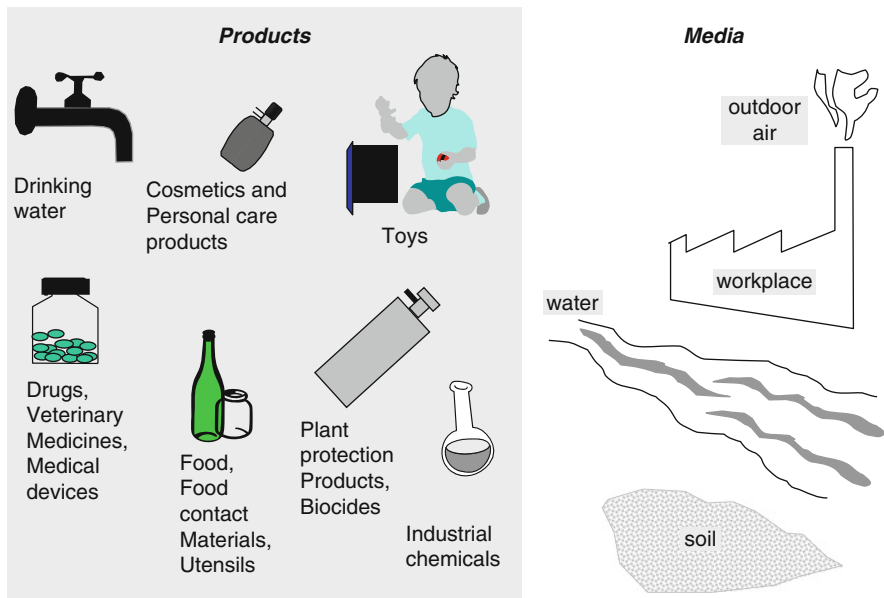 Products
Drinking
water
Cosmetics and
Personal care
products
Toys
Drugs,
Veterinary
Medicines,
Medical
devices
Food,
Food
contact
Materials,
Utensils
Plant
protection
Products,
Biocides
Industrial
chemicals
Media
outdoor
air
workplace
water
soil